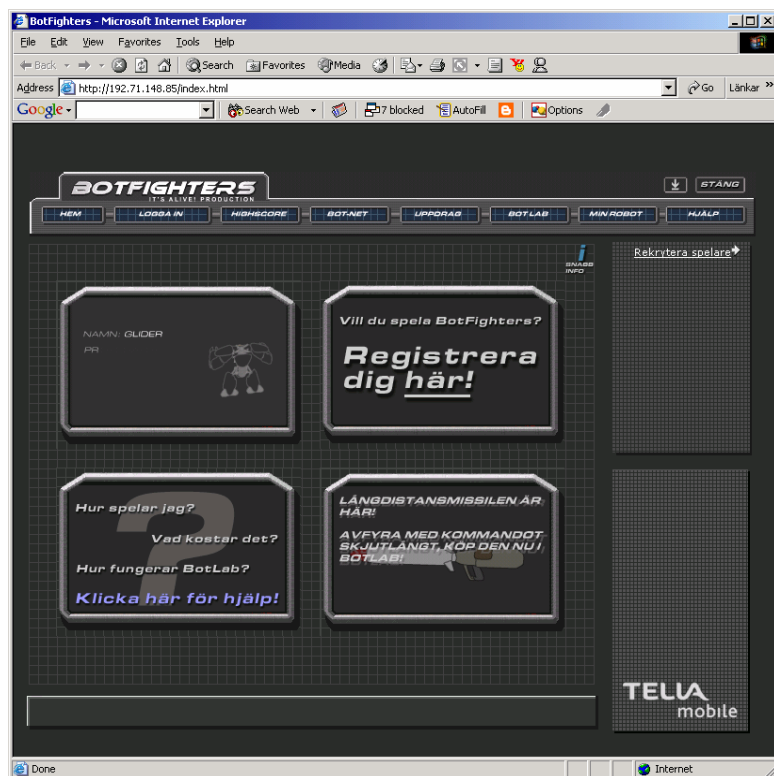 BotFighters - Microsoft Internet Explorer
File Edit View Favorites Tools Help
Back Search Favorites Media
Address http://192.71.148.85/index.html Go Länkar »
Google Search Web 17 blocked AutoFill Options
BOTFIGHTERS
IT'S ALIVE! PRODUCTION
STÄNG
HEM LOGGA IN HIGHSCORE BOT-NET UPPDRAG BOTLAB MIN ROBOT HJÄLP
SNABB
INFO
Rekrytera spelare
NAMN: GLIDER
PR
Vill du spela BotFighters?
Registrera
dig här!
Hur spelar jag?
Vad kostar det?
Hur fungerar BotLab?
Klicka här för hjälp!
LÅNGDISTANSMISSILEN ÄR
HÄR!
AVFYRA MED KOMMANDOT
SKJUTLÅNGT, KÖP DEN NU I
BOTLAB!
TELIA
mobile
Done Internet